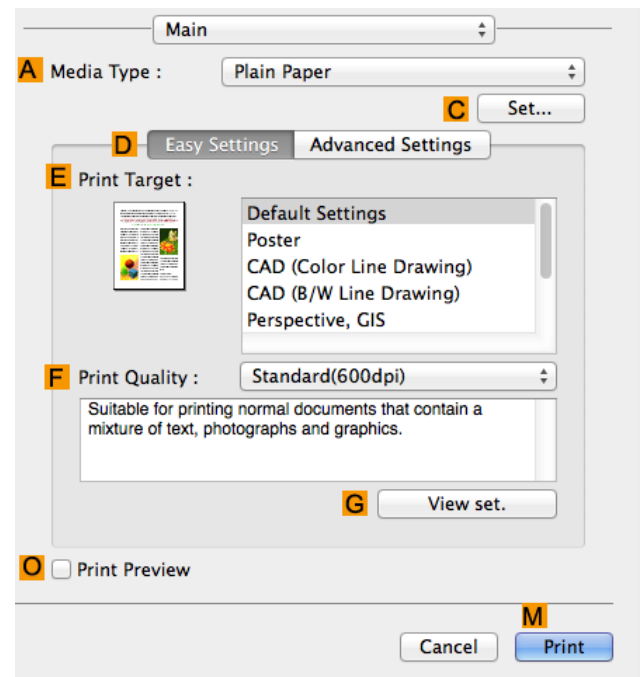 Main
A Media Type : Plain Paper
C Set...
D Easy Settings Advanced Settings
E Print Target :
Default Settings
Poster
CAD (Color Line Drawing)
CAD (B/W Line Drawing)
Perspective, GIS
F Print Quality : Standard(600dpi)
Suitable for printing normal documents that contain a
mixture of text, photographs and graphics.
G View set.
O Print Preview
M
Cancel Print